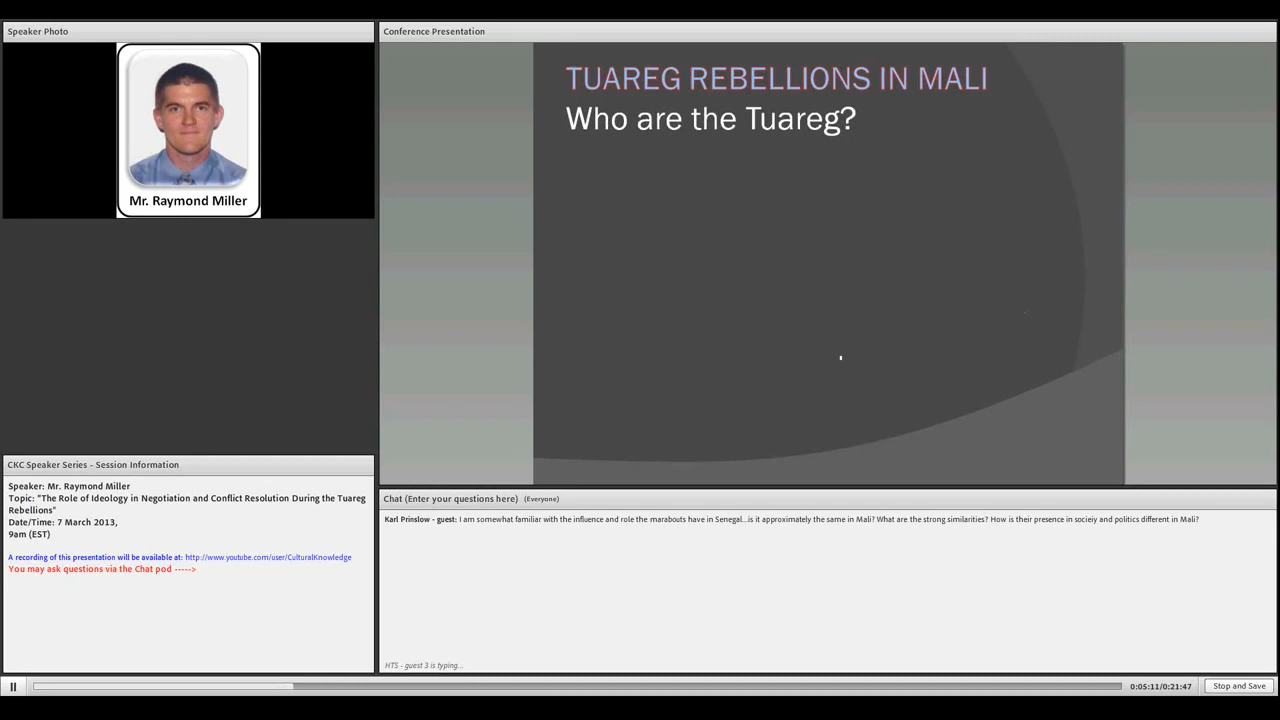 Speaker Photo
Mr. Raymond Miller
Conference Presentation
TUAREG REBELLIONS IN MALI
Who are the Tuareg?
CKC Speaker Series - Session Information
Speaker: Mr. Raymond Miller
Topic: "The Role of Ideology in Negotiation and Conflict Resolution During the Tuareg
Rebellions"
Date/Time: 7 March 2013,
9am (EST)
A recording of this presentation will be available at: http://www.youtube.com/user/CulturalKnowledge
You may ask questions via the Chat pod ----->
Chat (Enter your questions here) (Everyone)
Karl Prinslow - guest: I am somewhat familiar with the influence and role the marabouts have in Senegal...is it approximately the same in Mali? What are the strong similarities? How is their presence in socieiy and politics different in Mali?
HTS - guest 3 is typing...
0:05:11/0:21:47
Stop and Save